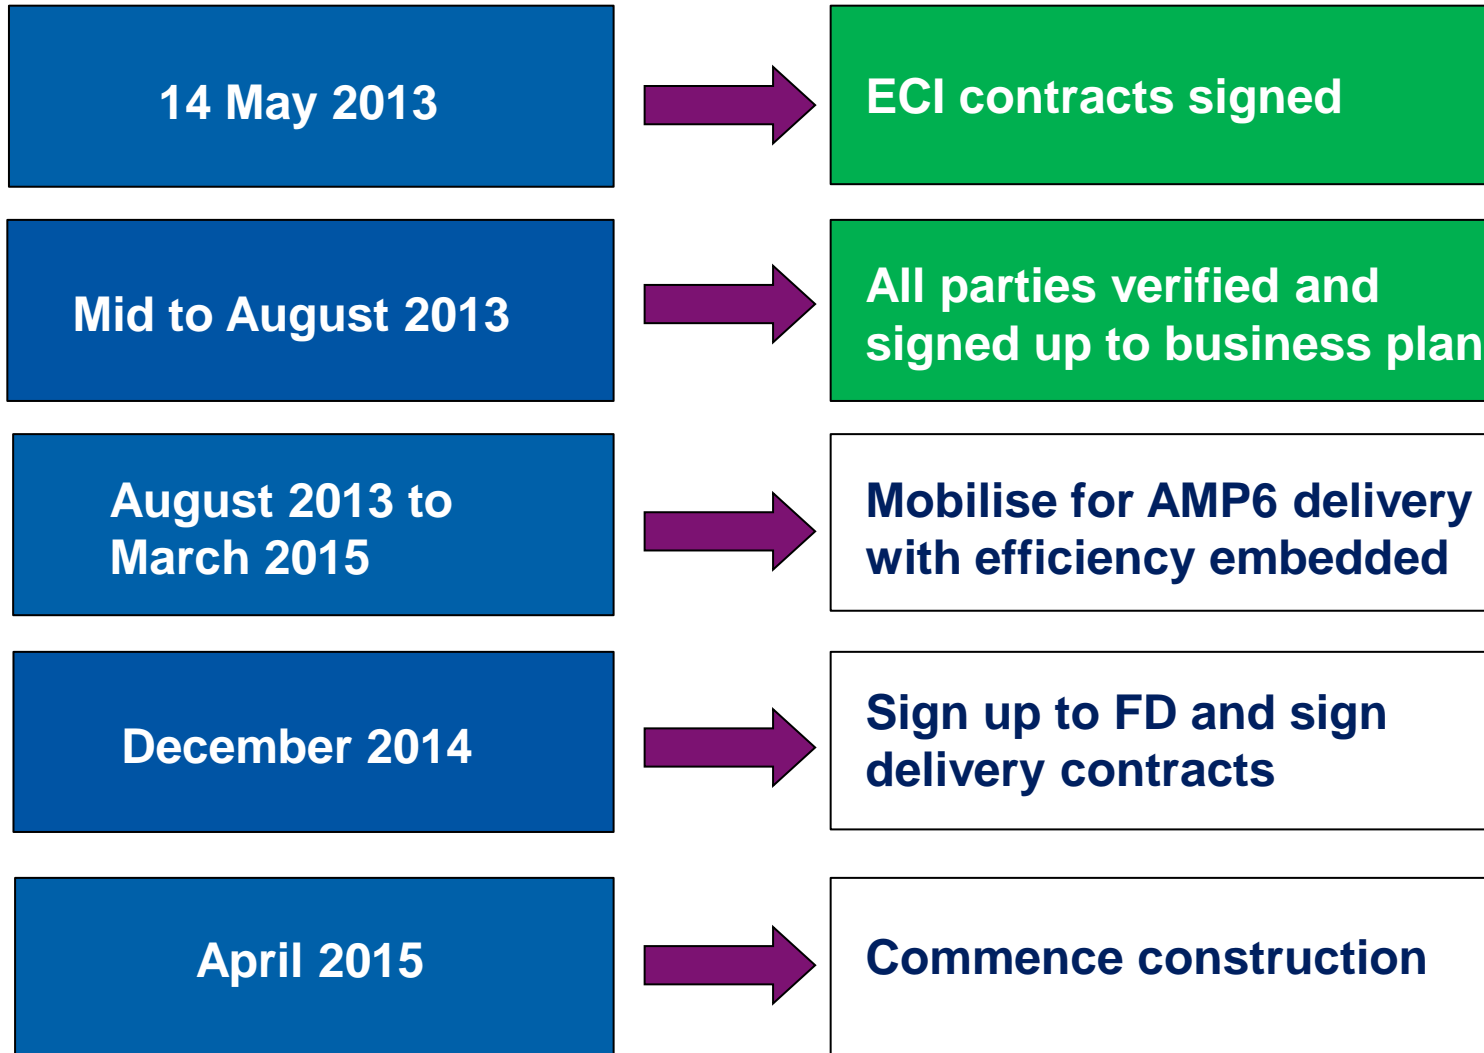 14 May 2013
ECI contracts signed
Mid to August 2013
All parties verified and
signed up to business plan
August 2013 to
March 2015
Mobilise for AMP6 delivery
with efficiency embedded
December 2014
Sign up to FD and sign
delivery contracts
April 2015
Commence construction